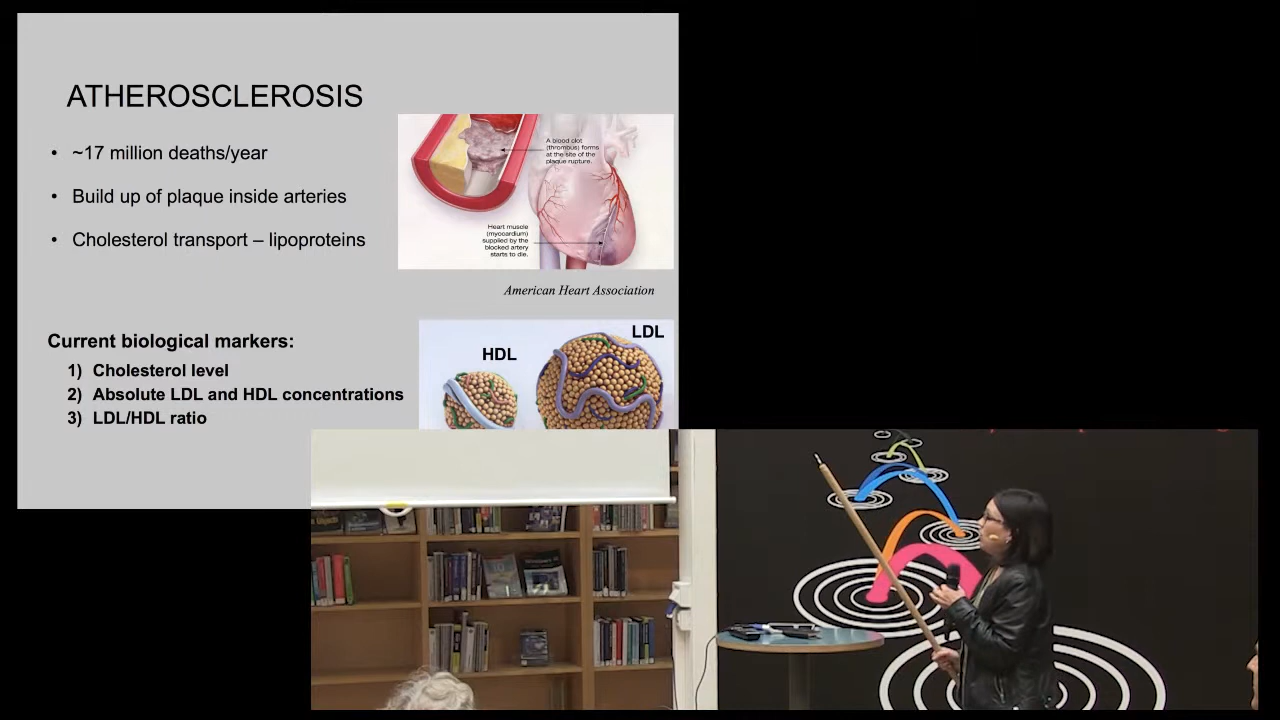 ATHEROSCLEROSIS
• ~17 million deaths/year
• Build up of plaque inside arteries
• Cholesterol transport – lipoproteins
A blood clot
(thrombus) forms
at the site of the
plaque rupture.
Heart muscle
(myocardium)
supplied by the
blocked artery
starts to die.
American Heart Association
Current biological markers:
1) Cholesterol level
2) Absolute LDL and HDL concentrations
3) LDL/HDL ratio
HDL
LDL